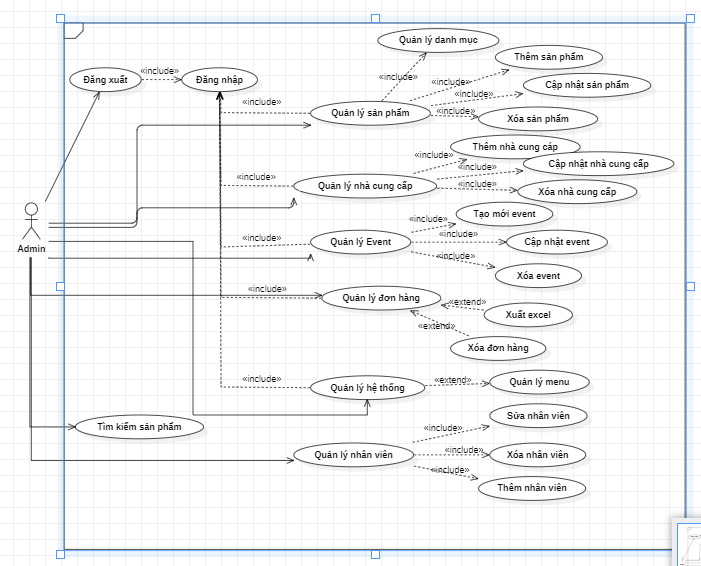 Quản lý danh mục
Thêm sản phẩm
«include»
Đăng xuất
«include»
Đăng nhập
«include»
Cập nhật sản phẩm
«include»
«include»
Quản lý sản phẩm
«include»
Xóa sản phẩm
Thêm nhà cung cáp
«include»
Cập nhật nhà cung cấp
«include»
Quản lý nhà cung cấp
«include»
«include»
Xóa nhà cung cấp
Tạo mới event
«include»
«include»
Quản lý Event
«include»
Cập nhật event
Admin
«include»
Xóa event
«include»
Quản lý đơn hàng
«extend»
Xuất excel
«extend»
Xóa đơn hàng
«include»
Quản lý hệ thống
«extend»
Quản lý menu
Sửa nhân viên
Tìm kiếm sản phẩm
«include»
Quản lý nhân viên
«include»
Xóa nhân viên
«include»
Thêm nhân viên